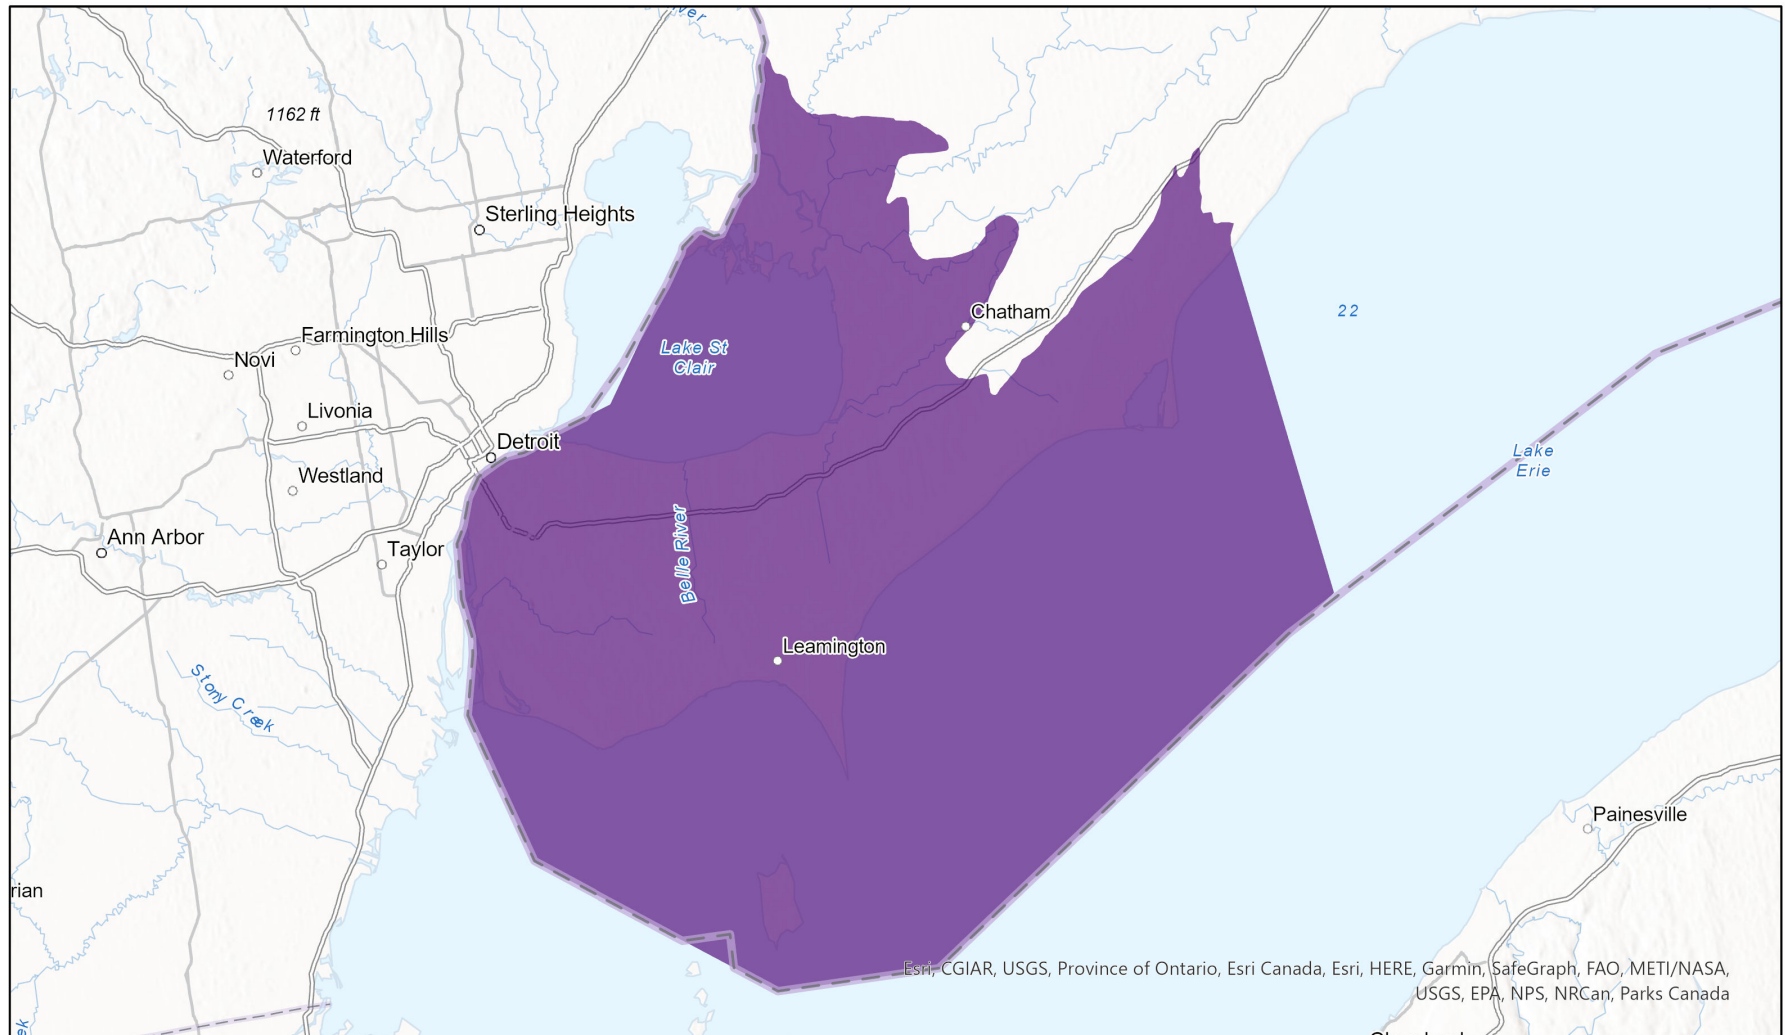 ver
1162 ft
Waterford
Sterling Heights
Chatham
22
Farmington Hills
Lake St
Clair
Novi
Livonia
Detroit
Lake
Erie
Westland
Belle River
Ann Arbor
Taylor
Leamington
Stony Creek
Painesville
rian
Esri, CGIAR, USGS, Province of Ontario, Esri Canada, Esri, HERE, Garmin, SafeGraph, FAO, METI/NASA,
USGS, EPA, NPS, NRCan, Parks Canada
ek